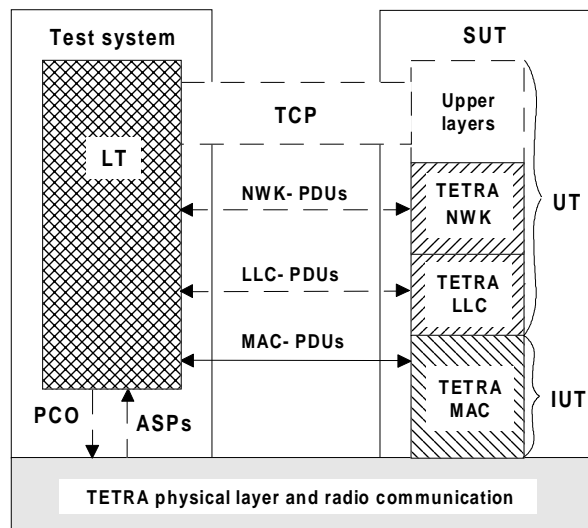 Test system
SUT
LT
TCP
Upper
layers
NWK- PDUs
TETRA
NWK
UT
LLC- PDUs
TETRA
LLC
MAC- PDUs
TETRA
MAC
IUT
PCO
ASPs
TETRA physical layer and radio communication